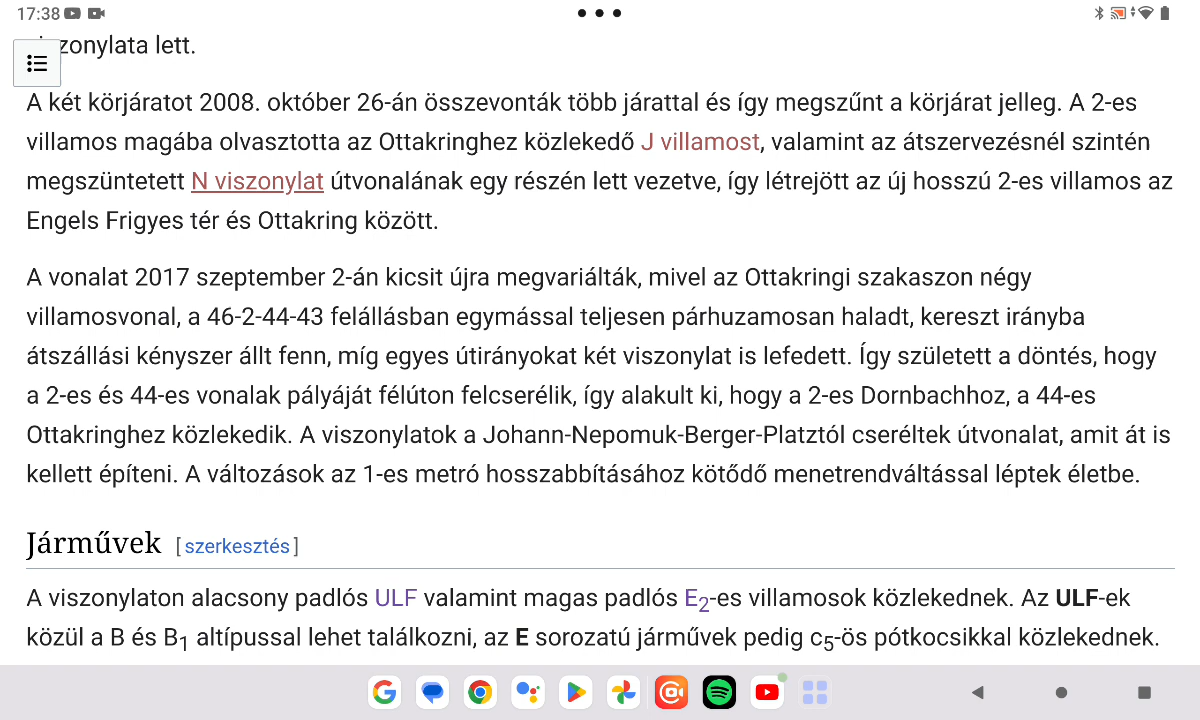 17:38
zonylata lett.
A két körjáratot 2008. október 26-án összevonták több járattal és így megszűnt a körjárat jelleg. A 2-es
villamos magába olvasztotta az Ottakringhez közlekedő J villamost, valamint az átszervezésnél szintén
megszüntetett N viszonylat útvonalának egy részén lett vezetve, így létrejött az új hosszú 2-es villamos az
Engels Frigyes tér és Ottakring között.
A vonalat 2017 szeptember 2-án kicsit újra megvariálták, mivel az Ottakringi szakaszon négy
villamosvonal, a 46-2-44-43 felállásban egymással teljesen párhuzamosan haladt, kereszt irányba
átszállási kényszer állt fenn, míg egyes útirányokat két viszonylat is lefedett. Így született a döntés, hogy
a 2-es és 44-es vonalak pályáját félúton felcserélik, így alakult ki, hogy a 2-es Dornbachhoz, a 44-es
Ottakringhez közlekedik. A viszonylatok a Johann-Nepomuk-Berger-Platztól cseréltek útvonalat, amit át is
kellett építeni. A változások az 1-es metró hosszabbításához kötődő menetrendváltással léptek életbe.
Járművek [szerkesztés]
A viszonylaton alacsony padlós ULF valamint magas padlós E2-es villamosok közlekednek. Az ULF-ek
közül a B és B1 altípussal lehet találkozni, az E sorozatú járművek pedig c5-ös pótkocsikkal közlekednek.